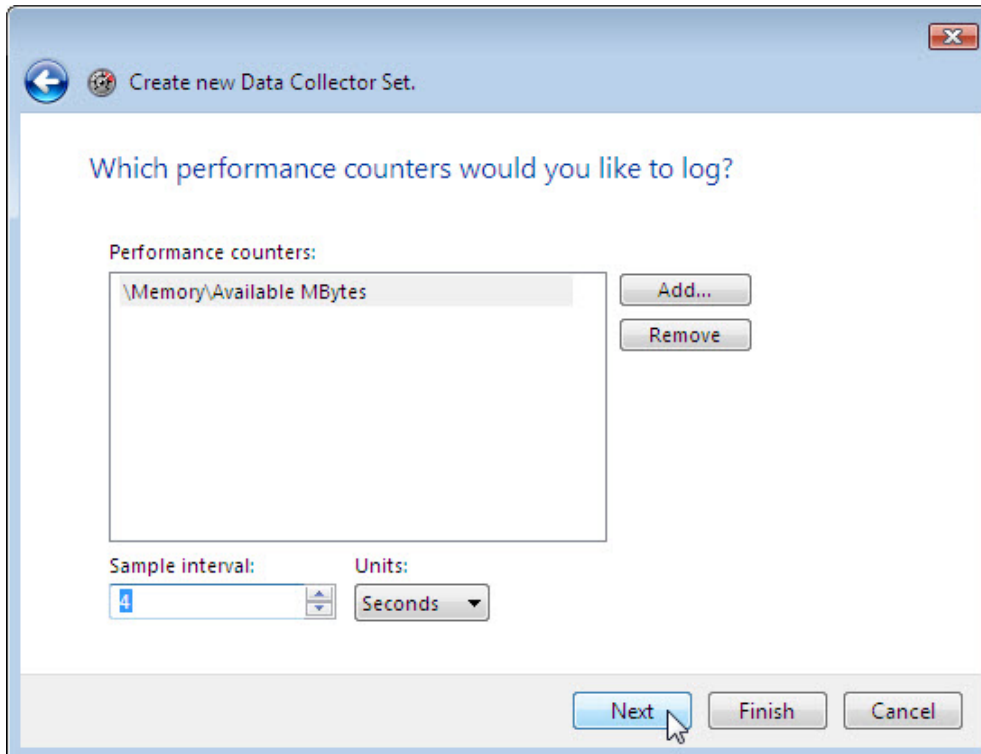 Create new Data Collector Set.
Which performance counters would you like to log?
Performance counters:
\Memory\Available MBytes
Add...
Remove
Sample interval: Units:
4 Seconds
Next Finish Cancel